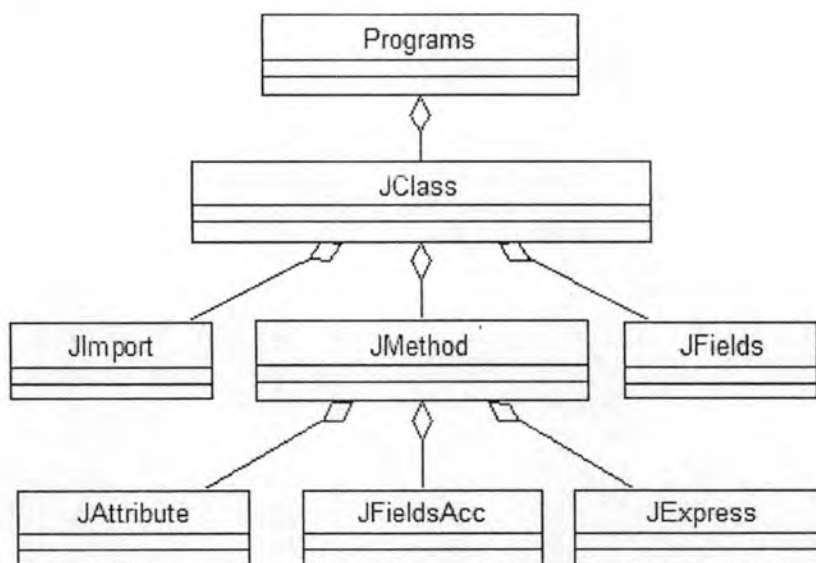 Programs
JClass
JImport
JMethod
JFields
JAttribute
JFieldsAcc
JExpress